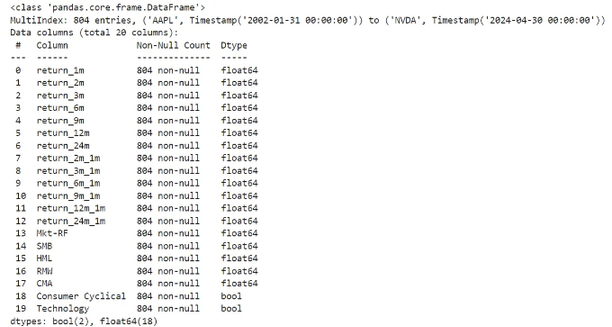 <class 'pandas.core.frame.DataFrame'>
MultiIndex: 804 entries, ('AAPL', Timestamp('2002-01-31 00:00:00')) to ('NVDA', Timestamp('2024-04-30 00:00:00'))
Data columns (total 20 columns):
 #   Column             Non-Null Count  Dtype
---  ------             --------------  -----
 0   return_1m          804 non-null    float64
 1   return_2m          804 non-null    float64
 2   return_3m          804 non-null    float64
 3   return_6m          804 non-null    float64
 4   return_9m          804 non-null    float64
 5   return_12m         804 non-null    float64
 6   return_24m         804 non-null    float64
 7   return_2m_1m       804 non-null    float64
 8   return_3m_1m       804 non-null    float64
 9   return_6m_1m       804 non-null    float64
 10  return_9m_1m       804 non-null    float64
 11  return_12m_1m      804 non-null    float64
 12  return_24m_1m      804 non-null    float64
 13  Mkt-RF             804 non-null    float64
 14  SMB                804 non-null    float64
 15  HML                804 non-null    float64
 16  RMW                804 non-null    float64
 17  CMA                804 non-null    float64
 18  Consumer Cyclical  804 non-null    bool
 19  Technology         804 non-null    bool
dtypes: bool(2), float64(18)